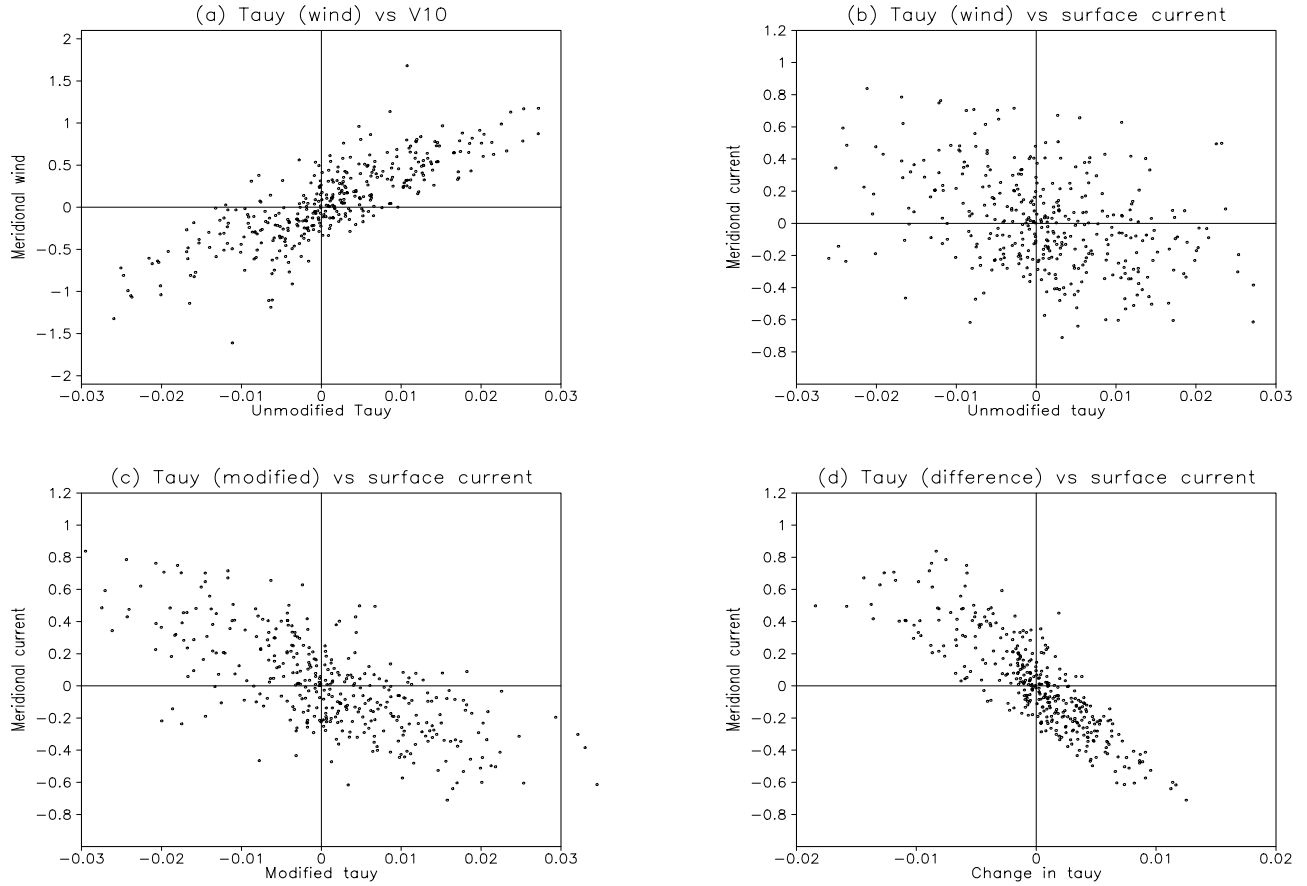 (a) Tauy (wind) vs V10
2
1.5
1
0.5
0
−0.5
−1
−1.5
−2
Meridional wind
−0.03 −0.02 −0.01 0 0.01 0.02 0.03
Unmodified Tauy
(b) Tauy (wind) vs surface current
1.2
1
0.8
0.6
0.4
0.2
0
−0.2
−0.4
−0.6
−0.8
Meridional current
−0.03 −0.02 −0.01 0 0.01 0.02 0.03
Unmodified tauy
(c) Tauy (modified) vs surface current
1.2
1
0.8
0.6
0.4
0.2
0
−0.2
−0.4
−0.6
−0.8
Meridional current
−0.03 −0.02 −0.01 0 0.01 0.02 0.03
Modified tauy
(d) Tauy (difference) vs surface current
1.2
1
0.8
0.6
0.4
0.2
0
−0.2
−0.4
−0.6
−0.8
Meridional current
−0.02 −0.01 0 0.01 0.02
Change in tauy